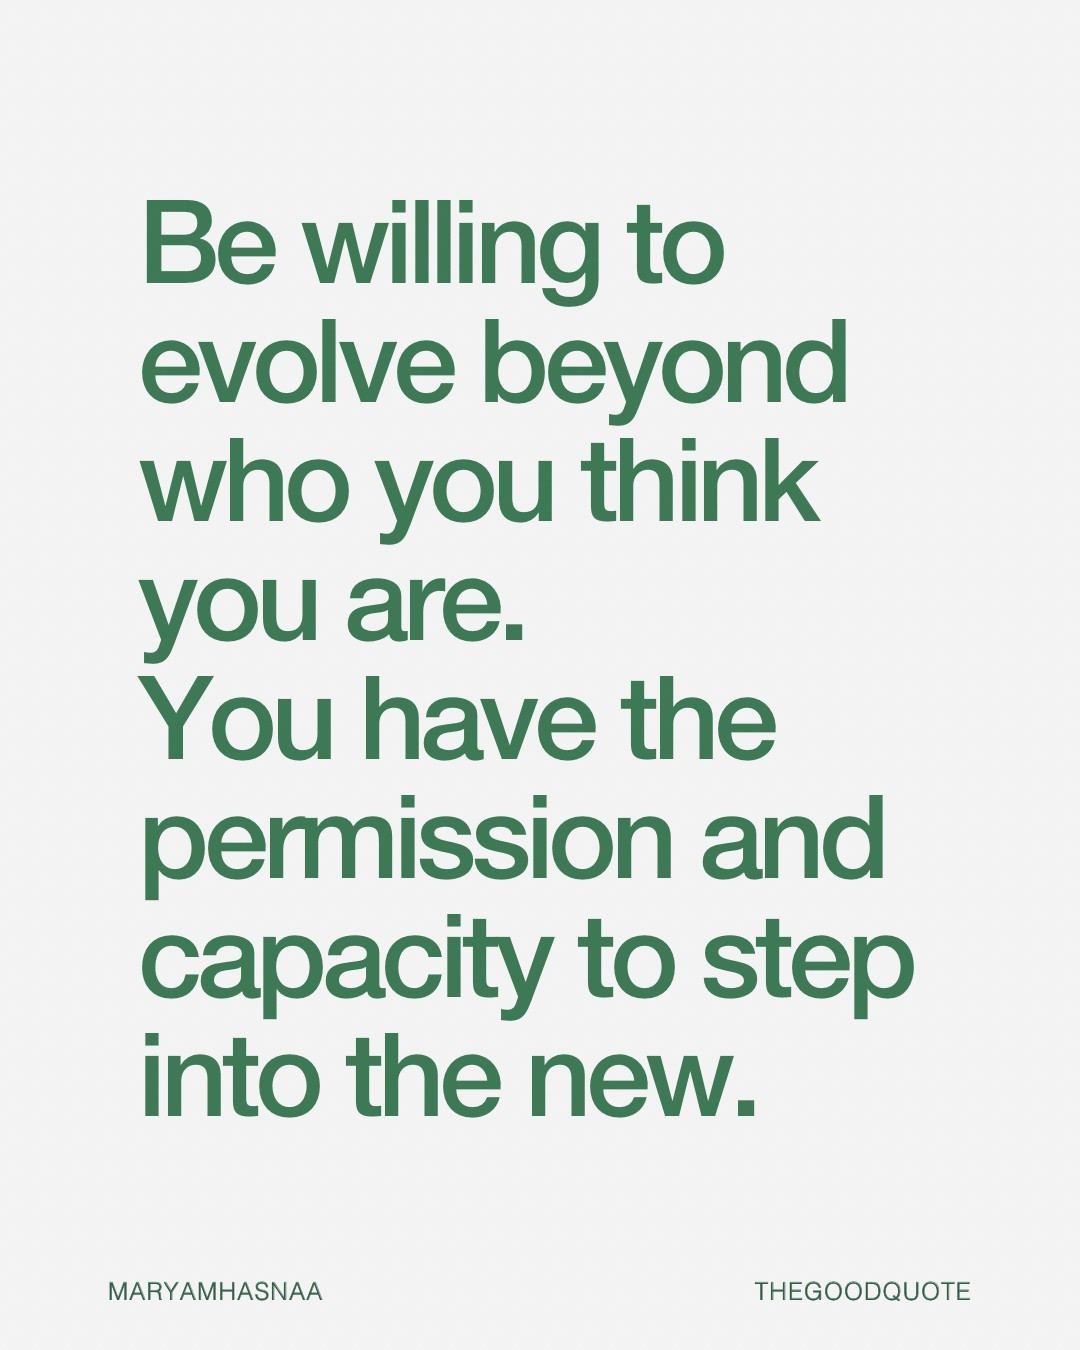 Be willing to
evolve beyond
who you think
you are.
You have the
permission and
capacity to step
into the new.
MARYAMHASNAA
THEGOODQUOTE